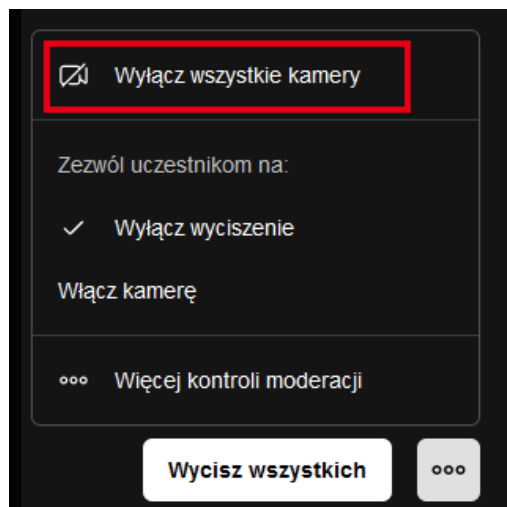 Wyłącz wszystkie kamery
Zezwól uczestnikom na:
Wyłącz wyciszenie
Włącz kamerę
Więcej kontroli moderacji
Wycisz wszystkich